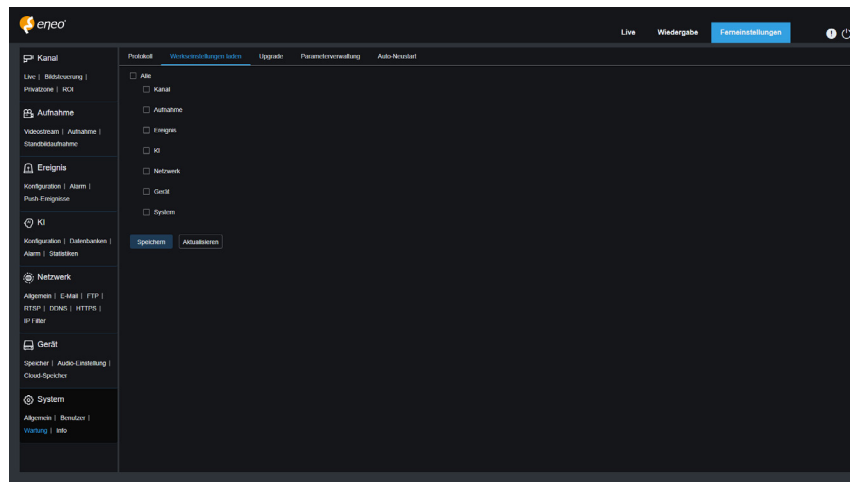 eneo
Live Wiedergabe Ferneinstellungen
Kanal
Live | Bildsteuerung |
Privatzone | ROI
Aufnahme
Videostream | Aufnahme |
Standbildaufnahme
Ereignis
Konfiguration | Alarm |
Push-Ereignisse
KI
Konfiguration | Datenbanken |
Alarm | Statistiken
Netzwerk
Allgemein | E-Mail | FTP |
RTSP | DDNS | HTTPS |
IP Filter
Gerät
Speicher | Audio-Einstellung |
Cloud-Speicher
System
Allgemein | Benutzer |
Wartung | Info
Protokoll Werkseinstellungen laden Upgrade Parameterverwaltung Auto-Neustart
Alle
Kanal
Aufnahme
Ereignis
KI
Netzwerk
Gerät
System
Speichern Aktualisieren